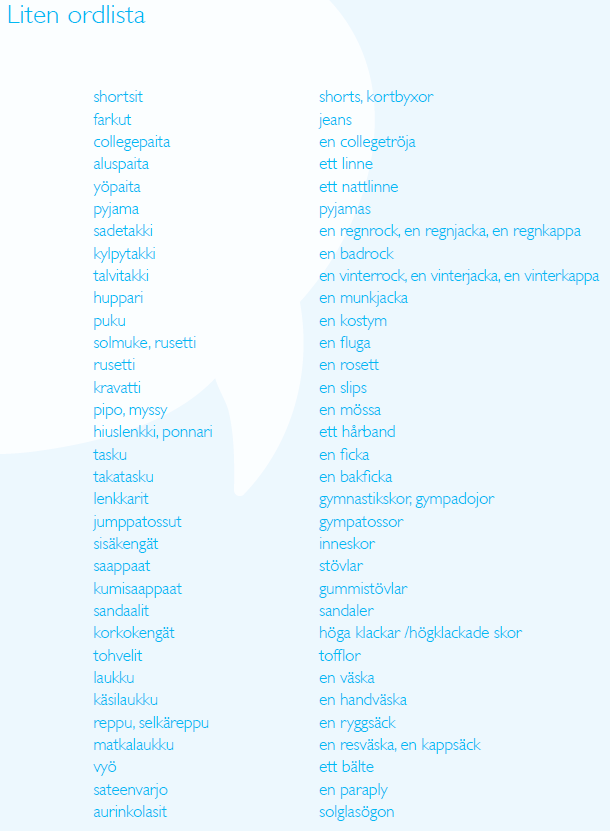 Liten ordlista
shortsit shorts, kortbyxor
farkut jeans
collegepaita en collegetröja
aluspaita ett linne
yöpaita ett nattlinne
pyjama pyjamas
sadetakki en regnrock, en regnjacka, en regnkappa
kylpytakki en badrock
talvitakki en vinterrock, en vinterjacka, en vinterkappa
huppari en munkjacka
puku en kostym
solmuke, rusetti en fluga
rusetti en rosett
kravatti en slips
pipo, myssy en mössa
hiuslenkki, ponnari ett hårband
tasku en ficka
takatasku en bakficka
lenkkarit gymnastikskor, gympadojor
jumppatossut gympatossor
sisäkengät inneskor
saappaat stövlar
kumisaappaat gummistövlar
sandaalit sandaler
korkokengät höga klackar /högklackade skor
tohvelit tofflor
laukku en väska
käsilaukku en handväska
reppu, selkäreppu en ryggsäck
matkalaukku en resväska, en kappsäck
vyö ett bälte
sateenvarjo en paraply
aurinkolasit solglasögon